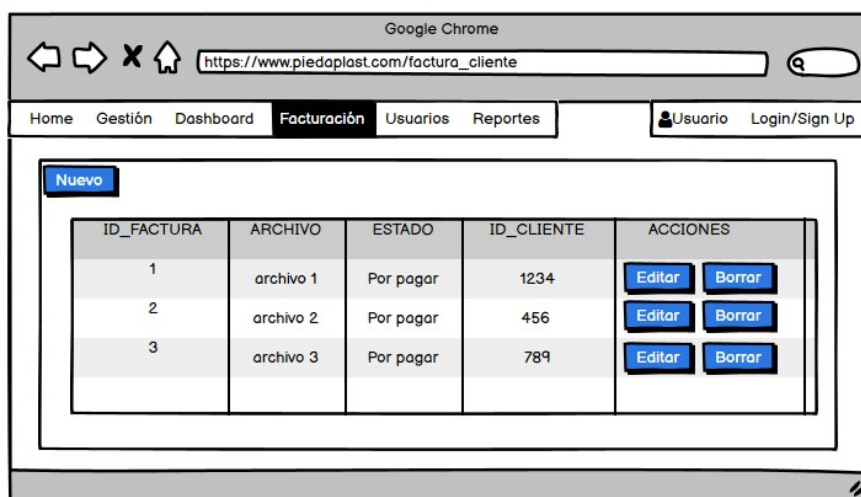 Google Chrome
https://www.piedaplast.com/factura_cliente
Home Gestión Dashboard Facturación Usuarios Reportes Usuario Login/Sign Up
Nuevo
ID_FACTURA ARCHIVO ESTADO ID_CLIENTE ACCIONES
1 archivo 1 Por pagar 1234 Editar Borrar
2 archivo 2 Por pagar 456 Editar Borrar
3 archivo 3 Por pagar 789 Editar Borrar